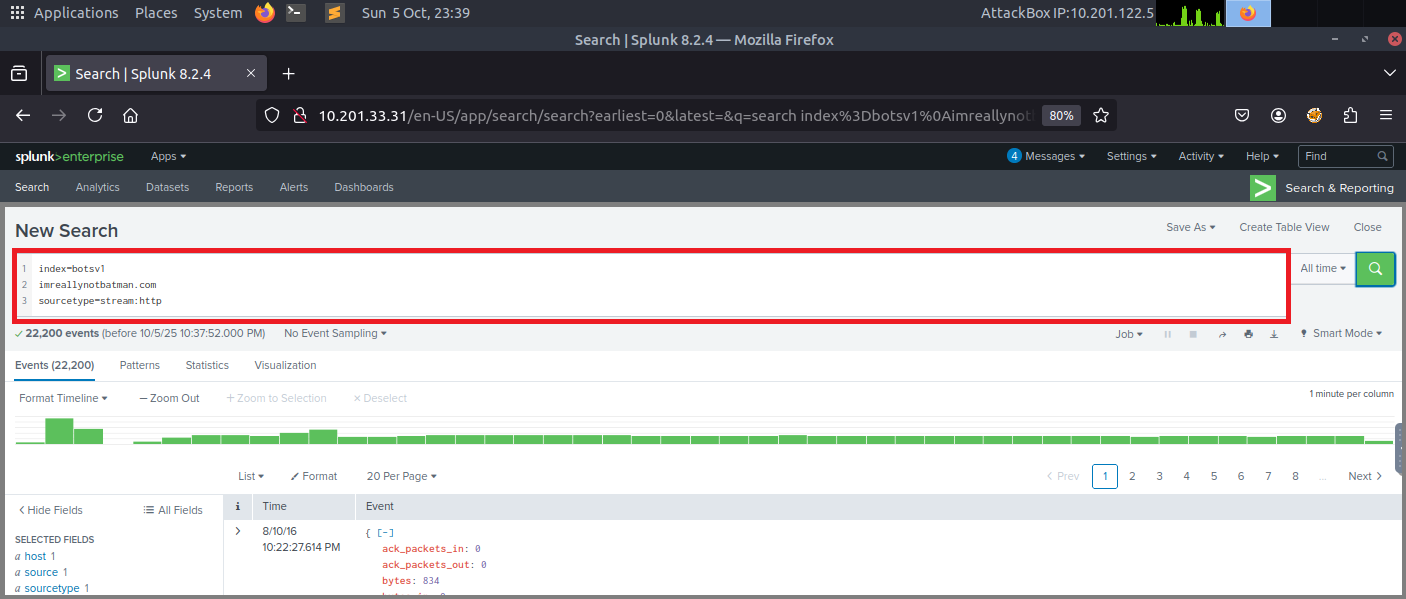 Applications Places System Sun 5 Oct, 23:39 AttackBox IP:10.201.122.5
Search | Splunk 8.2.4 — Mozilla Firefox
Search | Splunk 8.2.4
10.201.33.31/en-US/app/search/search?earliest=0&latest=&q=search index%3Dbotsv1%0Aimreallynot 80%
splunk>enterprise Apps 4 Messages Settings Activity Help Find
Search Analytics Datasets Reports Alerts Dashboards Search & Reporting
New Search Save As Create Table View Close
1 index=botsv1
2 imreallynotbatman.com
3 sourcetype=stream:http
All time
22,200 events (before 10/5/25 10:37:52.000 PM) No Event Sampling Job Smart Mode
Events (22,200) Patterns Statistics Visualization
Format Timeline — Zoom Out + Zoom to Selection × Deselect 1 minute per column
List Format 20 Per Page < Prev 1 2 3 4 5 6 7 8 ... Next >
< Hide Fields All Fields i Time Event
SELECTED FIELDS
a host 1
a source 1
a sourcetype 1
> 8/10/16
10:22:27.614 PM
{ [-]
ack_packets_in: 0
ack_packets_out: 0
bytes: 834